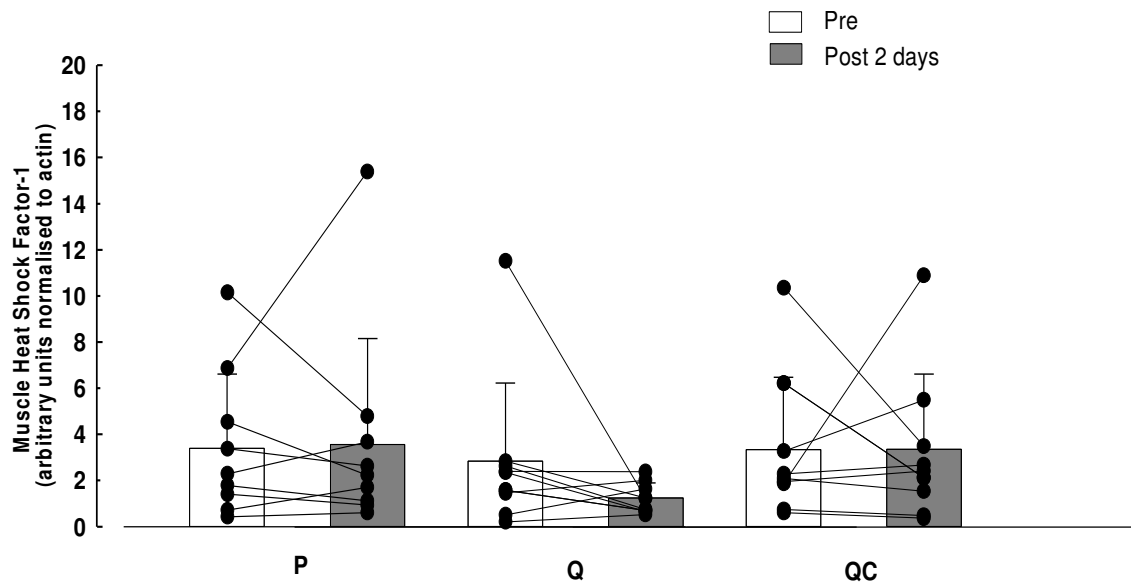 Pre
Post 2 days
Muscle Heat Shock Factor-1
(arbitrary units normalised to actin)
20
18
16
14
12
10
8
6
4
2
0
P
Q
QC